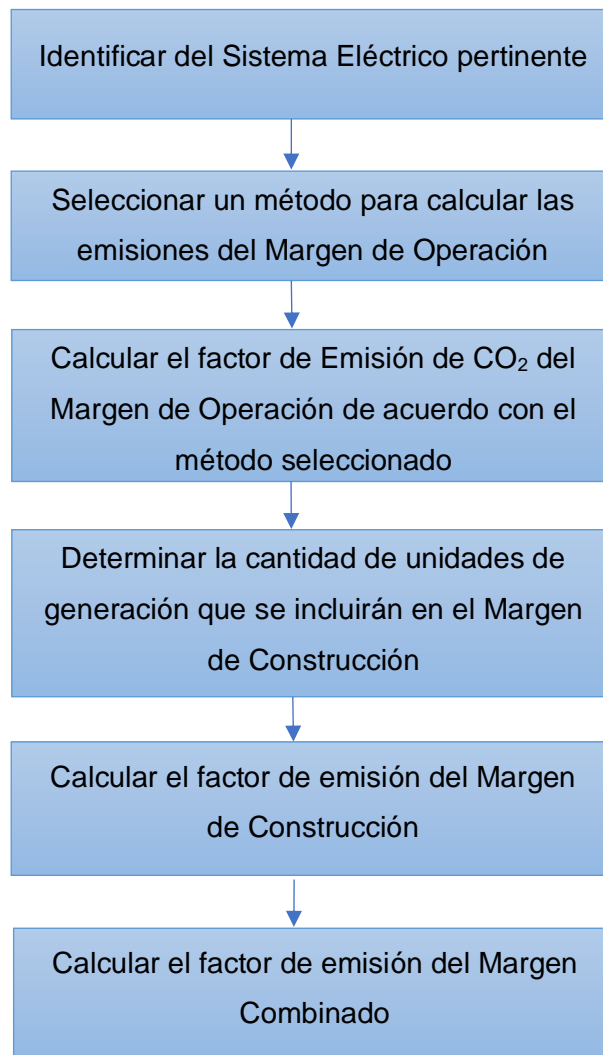 Identificar del Sistema Eléctrico pertinente
Seleccionar un método para calcular las
emisiones del Margen de Operación
Calcular el factor de Emisión de CO₂ del
Margen de Operación de acuerdo con el
método seleccionado
Determinar la cantidad de unidades de
generación que se incluirán en el Margen
de Construcción
Calcular el factor de emisión del Margen
de Construcción
Calcular el factor de emisión del Margen
Combinado